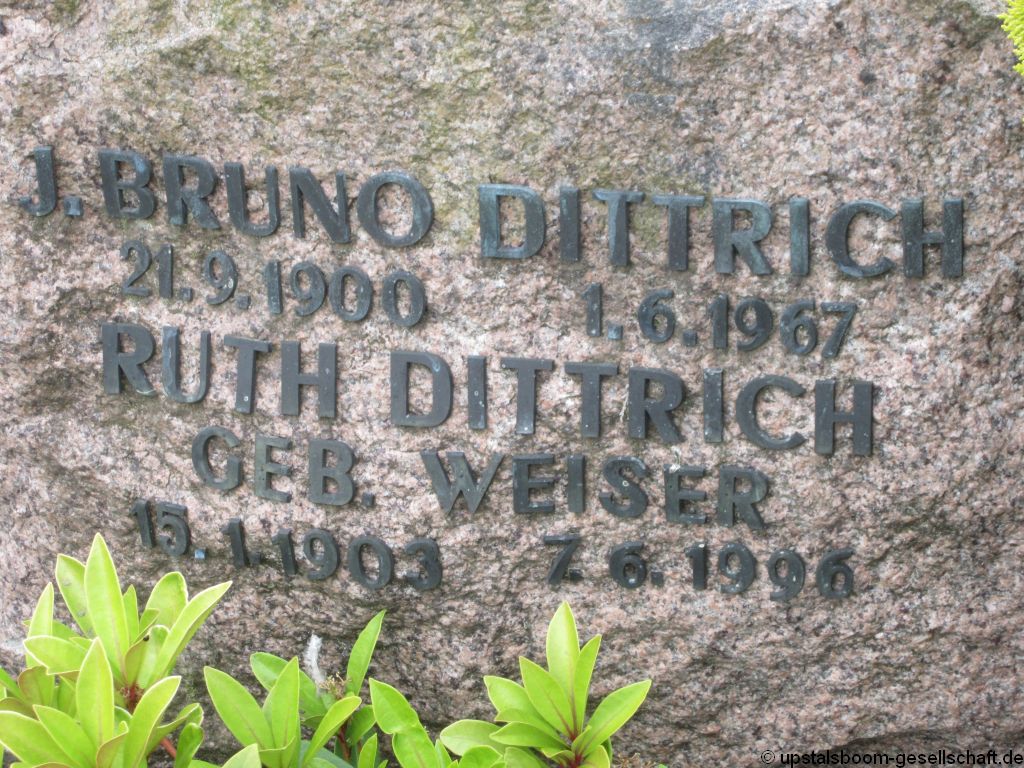 J. BRUNO DITTRICH
21.9.1900 1.6.1967
RUTH DITTRICH
GEB. WEISER
15.1.1903 7.6.1996
© upstalsboom-gesellschaft.de